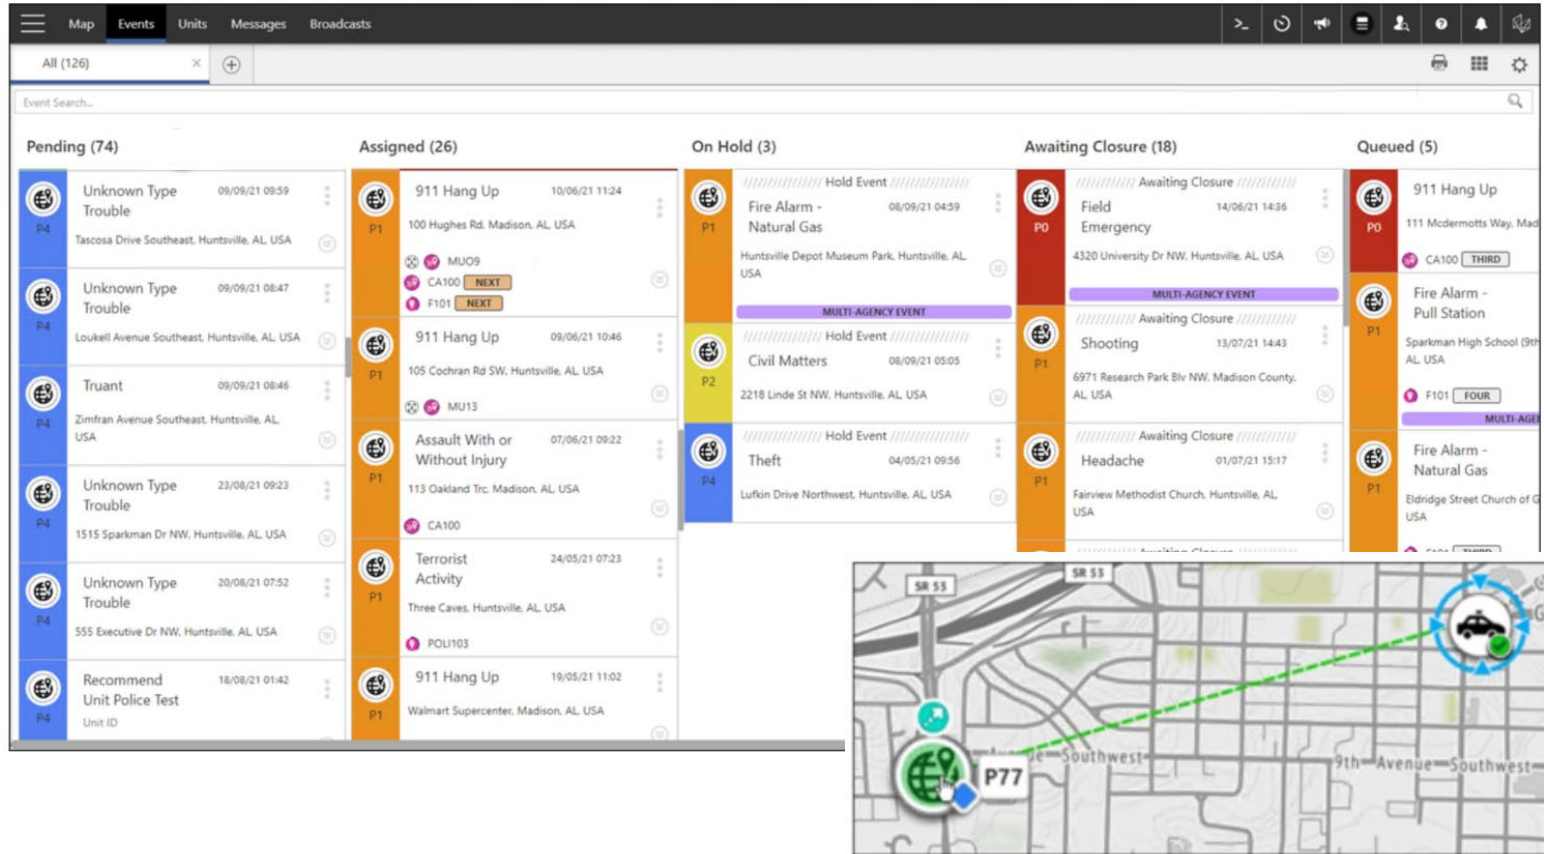 Map Events Units Messages Broadcasts
All (126)
Event Search...
Pending (74)
P4
Unknown Type
Trouble
09/09/21 09:59
Tascosa Drive Southeast, Huntsville, AL, USA
P4
Unknown Type
Trouble
09/09/21 08:47
Loukell Avenue Southeast, Huntsville, AL, USA
P4
Truant
09/09/21 08:46
Zimfran Avenue Southeast, Huntsville, AL,
USA
P4
Unknown Type
Trouble
23/08/21 09:23
1515 Sparkman Dr NW, Huntsville, AL, USA
P4
Unknown Type
Trouble
20/08/21 07:52
555 Executive Dr NW, Huntsville, AL, USA
P4
Recommend
Unit Police Test
18/08/21 01:42
Unit ID
Assigned (26)
P1
911 Hang Up
10/06/21 11:24
100 Hughes Rd, Madison, AL, USA
MUO9
CA100 NEXT
F101 NEXT
P1
911 Hang Up
09/06/21 10:46
105 Cochran Rd SW, Huntsville, AL, USA
MU13
P1
Assault With or
Without Injury
07/06/21 09:22
113 Oakland Trc, Madison, AL, USA
CA100
P1
Terrorist
Activity
24/05/21 07:23
Three Caves, Huntsville, AL, USA
POLI103
P1
911 Hang Up
19/05/21 11:02
Walmart Supercenter, Madison, AL, USA
On Hold (3)
Hold Event
P1
Fire Alarm -
Natural Gas
08/09/21 04:59
Huntsville Depot Museum Park, Huntsville, AL,
USA
MULTI-AGENCY EVENT
Hold Event
P2
Civil Matters
08/09/21 05:05
2218 Linde St NW, Huntsville, AL, USA
Hold Event
P4
Theft
04/05/21 09:56
Lufkin Drive Northwest, Huntsville, AL, USA
Awaiting Closure (18)
Awaiting Closure
P0
Field
Emergency
14/06/21 14:36
4320 University Dr NW, Huntsville, AL, USA
MULTI-AGENCY EVENT
Awaiting Closure
P1
Shooting
13/07/21 14:43
6971 Research Park Blv NW, Madison County,
AL, USA
Awaiting Closure
P1
Headache
01/07/21 15:17
Fairview Methodist Church, Huntsville, AL,
USA
Queued (5)
P0
911 Hang Up
111 Mcdermotts Way, Mad
CA100 THIRD
P1
Fire Alarm -
Pull Station
Sparkman High School (9th
AL, USA
F101 FOUR
MULTI-AGE
P1
Fire Alarm -
Natural Gas
Eldridge Street Church of G
USA
SR 53
SR 53
Southwest
9th Avenue Southwest
P77